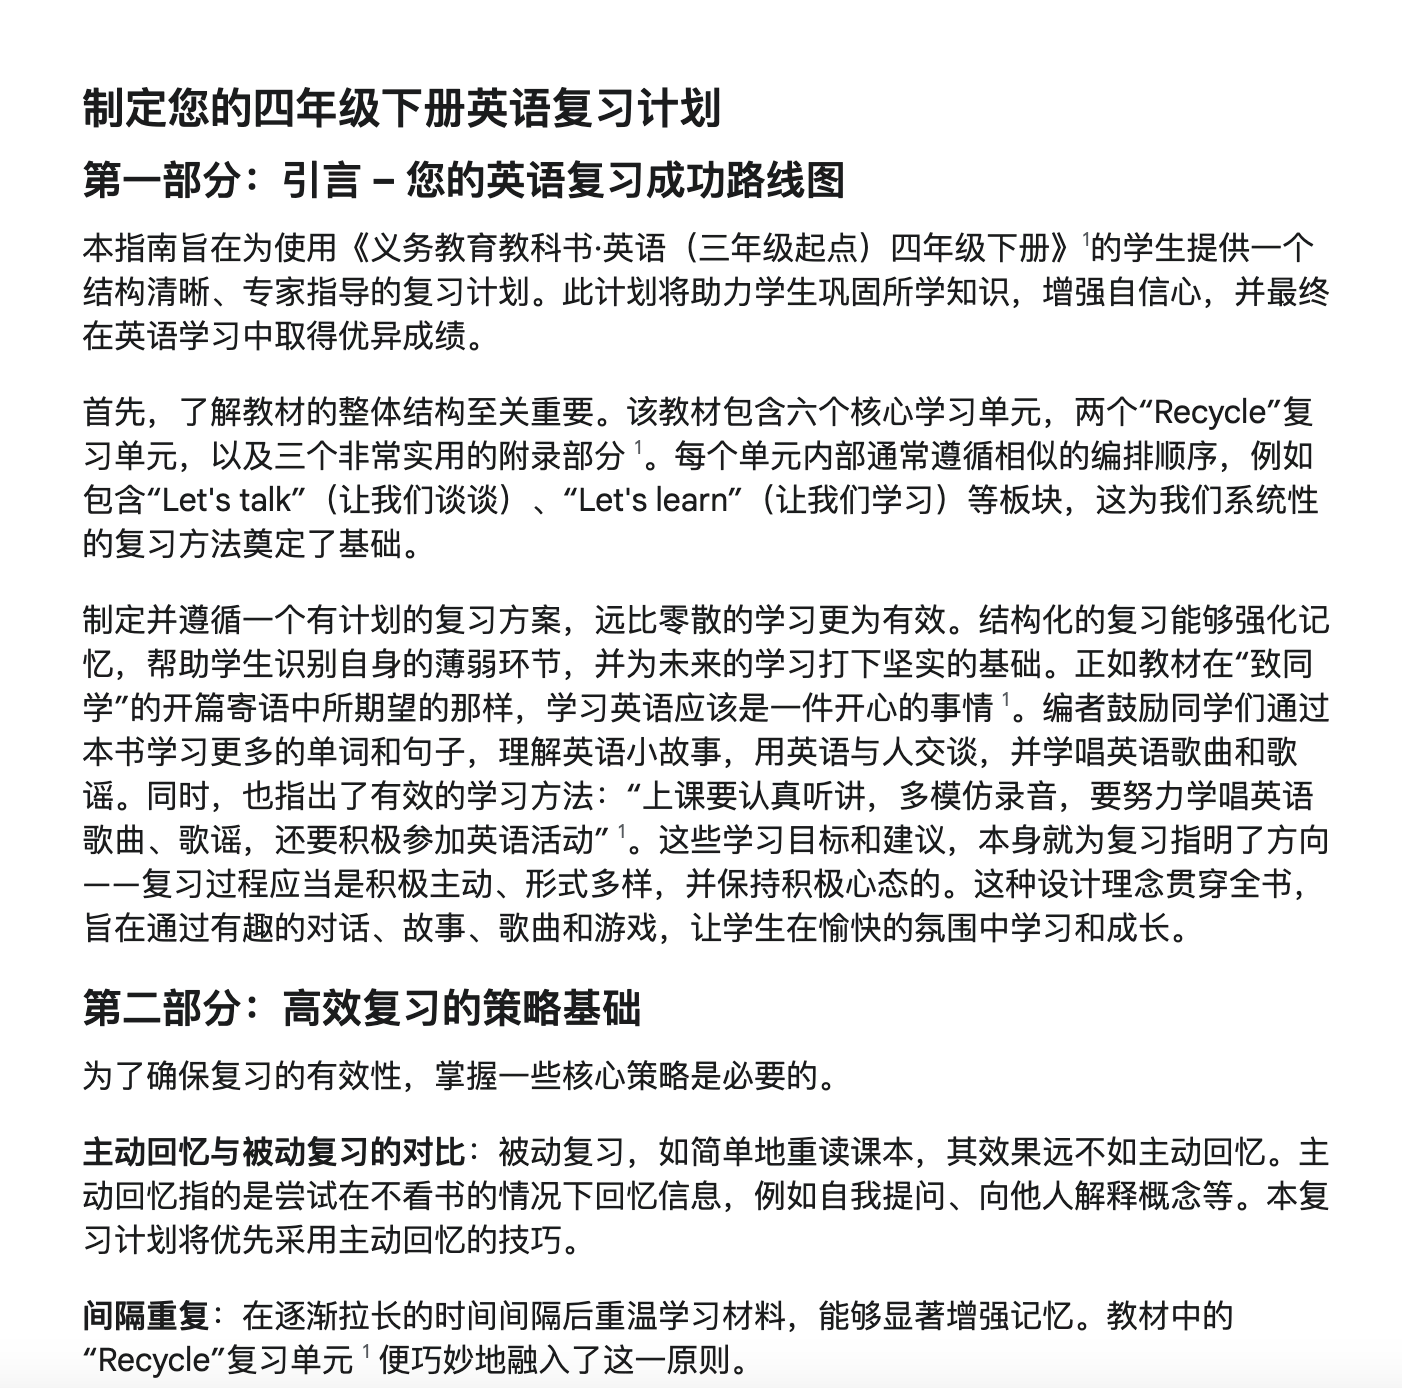 制定您的四年级下册英语复习计划
第一部分：引言 – 您的英语复习成功路线图
本指南旨在为使用《义务教育教科书·英语（三年级起点）四年级下册》1的学生提供一个
结构清晰、专家指导的复习计划。此计划将助力学生巩固所学知识，增强自信心，并最终
在英语学习中取得优异成绩。
首先，了解教材的整体结构至关重要。该教材包含六个核心学习单元，两个“Recycle”复
习单元，以及三个非常实用的附录部分 1。每个单元内部通常遵循相似的编排顺序，例如
包含“Let's talk”（让我们谈谈）、“Let's learn”（让我们学习）等板块，这为我们系统性
的复习方法奠定了基础。
制定并遵循一个有计划的复习方案，远比零散的学习更为有效。结构化的复习能够强化记
忆，帮助学生识别自身的薄弱环节，并为未来的学习打下坚实的基础。正如教材在“致同
学”的开篇寄语中所期望的那样，学习英语应该是一件开心的事情 1。编者鼓励同学们通过
本书学习更多的单词和句子，理解英语小故事，用英语与人交谈，并学唱英语歌曲和歌
谣。同时，也指出了有效的学习方法：“上课要认真听讲，多模仿录音，要努力学唱英语
歌曲、歌谣，还要积极参加英语活动” 1。这些学习目标和建议，本身就为复习指明了方向
——复习过程应当是积极主动、形式多样，并保持积极心态的。这种设计理念贯穿全书，
旨在通过有趣的对话、故事、歌曲和游戏，让学生在愉快的氛围中学习和成长。
第二部分：高效复习的策略基础
为了确保复习的有效性，掌握一些核心策略是必要的。
主动回忆与被动复习的对比：被动复习，如简单地重读课本，其效果远不如主动回忆。主
动回忆指的是尝试在不看书的情况下回忆信息，例如自我提问、向他人解释概念等。本复
习计划将优先采用主动回忆的技巧。
间隔重复：在逐渐拉长的时间间隔后重温学习材料，能够显著增强记忆。教材中的
“Recycle”复习单元 1 便巧妙地融入了这一原则。